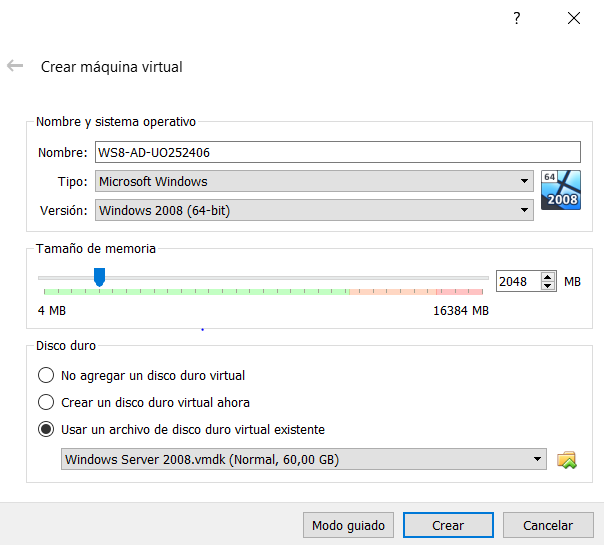 ?
Crear máquina virtual
Nombre y sistema operativo
Nombre: WS8-AD-UO252406
Tipo: Microsoft Windows
64
Versión: Windows 2008 (64-bit)
2008
Tamaño de memoria
2048 MB
4 MB 16384 MB
Disco duro
No agregar un disco duro virtual
Crear un disco duro virtual ahora
Usar un archivo de disco duro virtual existente
Windows Server 2008.vmdk (Normal, 60,00 GB)
Modo guiado Crear Cancelar